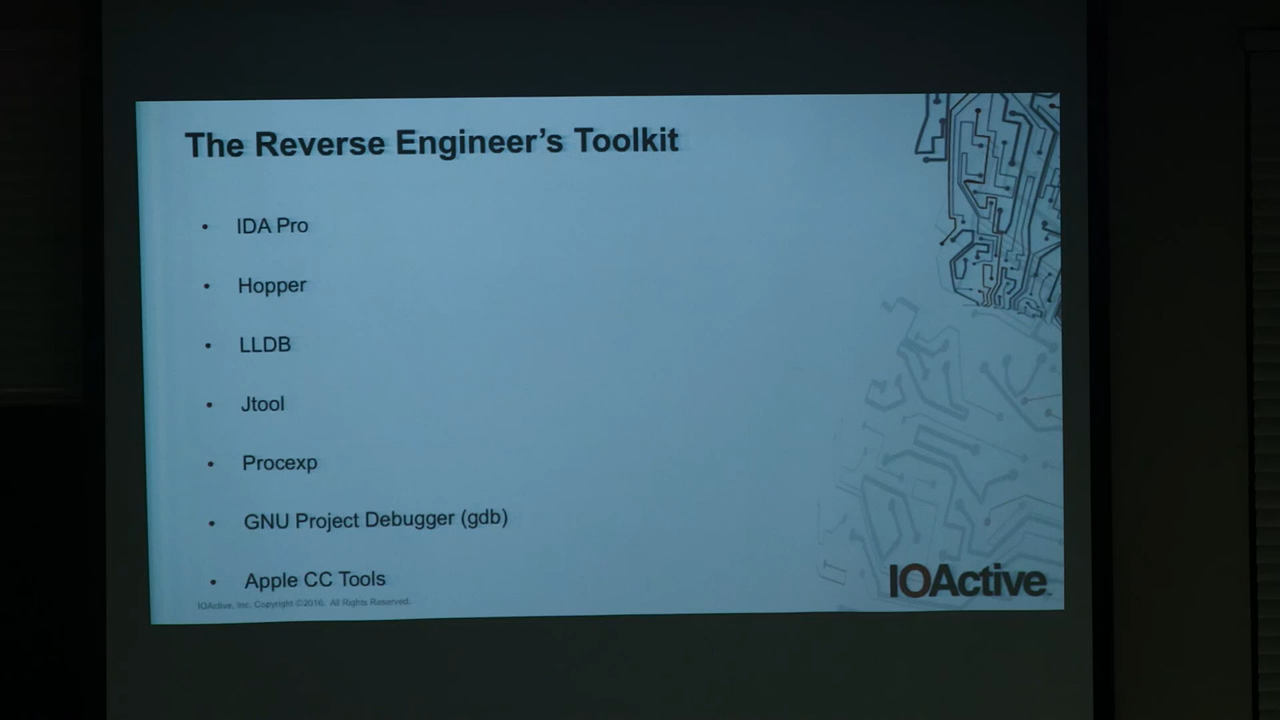 The Reverse Engineer's Toolkit
• IDA Pro
• Hopper
• LLDB
• Jtool
• Procexp
• GNU Project Debugger (gdb)
• Apple CC Tools
IOActive, Inc. Copyright ©2016. All Rights Reserved.
IOActive